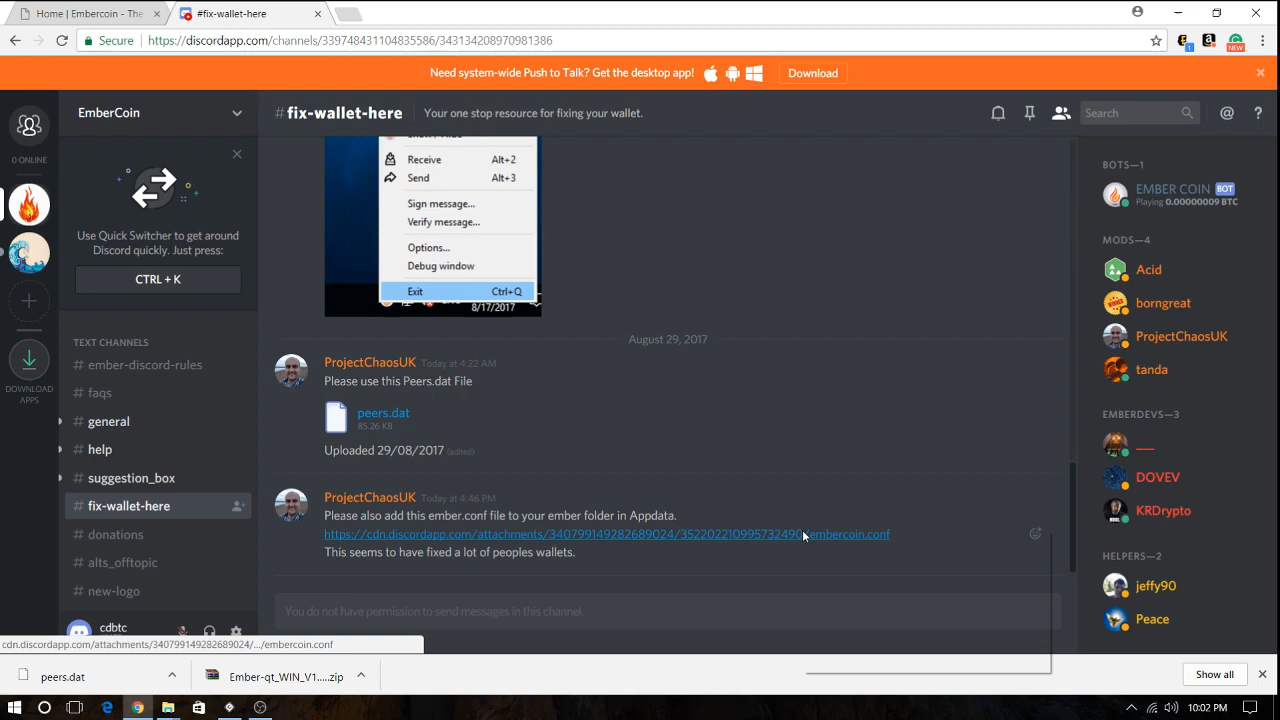 Home | Embercoin - The
#fix-wallet-here
Secure
https://discordapp.com/channels/339748431104835586/343134208970981386
1
NEW
Need system-wide Push to Talk? Get the desktop app!
Download
EmberCoin
#fix-wallet-here
Your one stop resource for fixing your wallet.
Search
0 ONLINE
Use Quick Switcher to get around
Discord quickly. Just press:
CTRL + K
DOWNLOAD
APPS
TEXT CHANNELS
# ember-discord-rules
# faqs
# general
# help
# suggestion_box
# fix-wallet-here
# donations
# alts_offtopic
# new-logo
cdbtc
Receive Alt+2
Send Alt+3
Sign message...
Verify message...
Options...
Debug window
Exit Ctrl+Q
8/17/2017
August 29, 2017
ProjectChaosUK Today at 4:22 AM
Please use this Peers.dat File
peers.dat
85.26 KB
Uploaded 29/08/2017 (edited)
ProjectChaosUK Today at 4:46 PM
Please also add this ember.conf file to your ember folder in Appdata.
https://cdn.discordapp.com/attachments/340799149282689024/352202210995732490/embercoin.conf
This seems to have fixed a lot of peoples wallets.
You do not have permission to send messages in this channel.
BOTS—1
EMBER COIN BOT
Playing 0.00000009 BTC
MODS—4
Acid
borngreat
ProjectChaosUK
tanda
EMBERDEVS—3
___
DOVEV
KRDrypto
HELPERS—2
jeffy90
Peace
cdn.discordapp.com/attachments/340799149282689024/.../embercoin.conf
peers.dat
Ember-qt_WIN_V1.....zip
Show all
10:02 PM